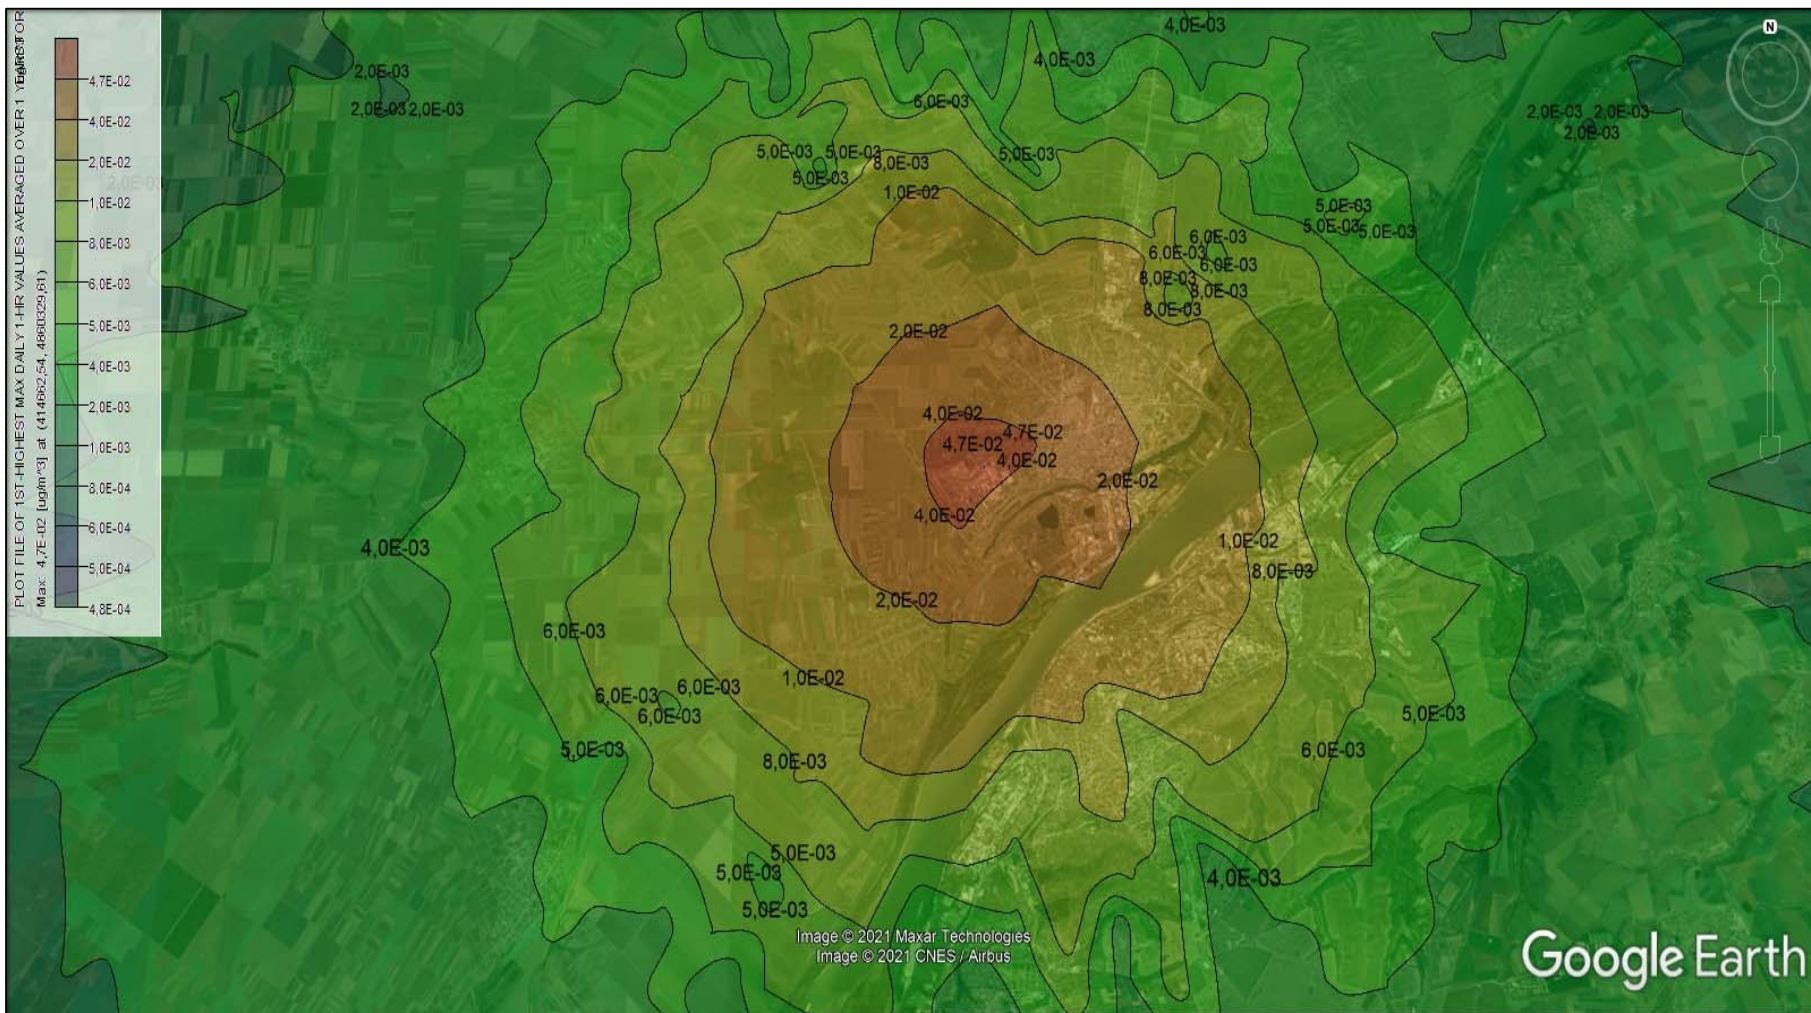 PLOT FILE OF 1ST-HIGHEST MAX DAILY 1-HR VALUES AVERAGED OVER 1 YEARS FOR
Max: 4,7E-02 [ug/m^3] at (414662,54, 4860329,61)
4,7E-02
4,0E-02
2,0E-02
1,0E-02
8,0E-03
6,0E-03
5,0E-03
4,0E-03
2,0E-03
1,0E-03
8,0E-04
6,0E-04
5,0E-04
4,8E-04
N
4,0E-03
4,0E-03
2,0E-03
2,0E-03 2,0E-03
6,0E-03
2,0E-03 2,0E-03
2,0E-03
5,0E-03 5,0E-03
8,0E-03
5,0E-03
5,0E-03
2,0E-03
1,0E-02
5,0E-03
5,0E-03 5,0E-03
6,0E-03
6,0E-03
6,0E-03
8,0E-03
8,0E-03
8,0E-03
2,0E-02
4,0E-02
4,7E-02
4,7E-02
4,0E-02
2,0E-02
4,0E-02
1,0E-02
4,0E-03
8,0E-03
2,0E-02
6,0E-03
1,0E-02
6,0E-03 6,0E-03
6,0E-03
5,0E-03
5,0E-03
6,0E-03
8,0E-03
5,0E-03
5,0E-03
4,0E-03
5,0E-03
Image © 2021 Maxar Technologies
Image © 2021 CNES / Airbus
Google Earth